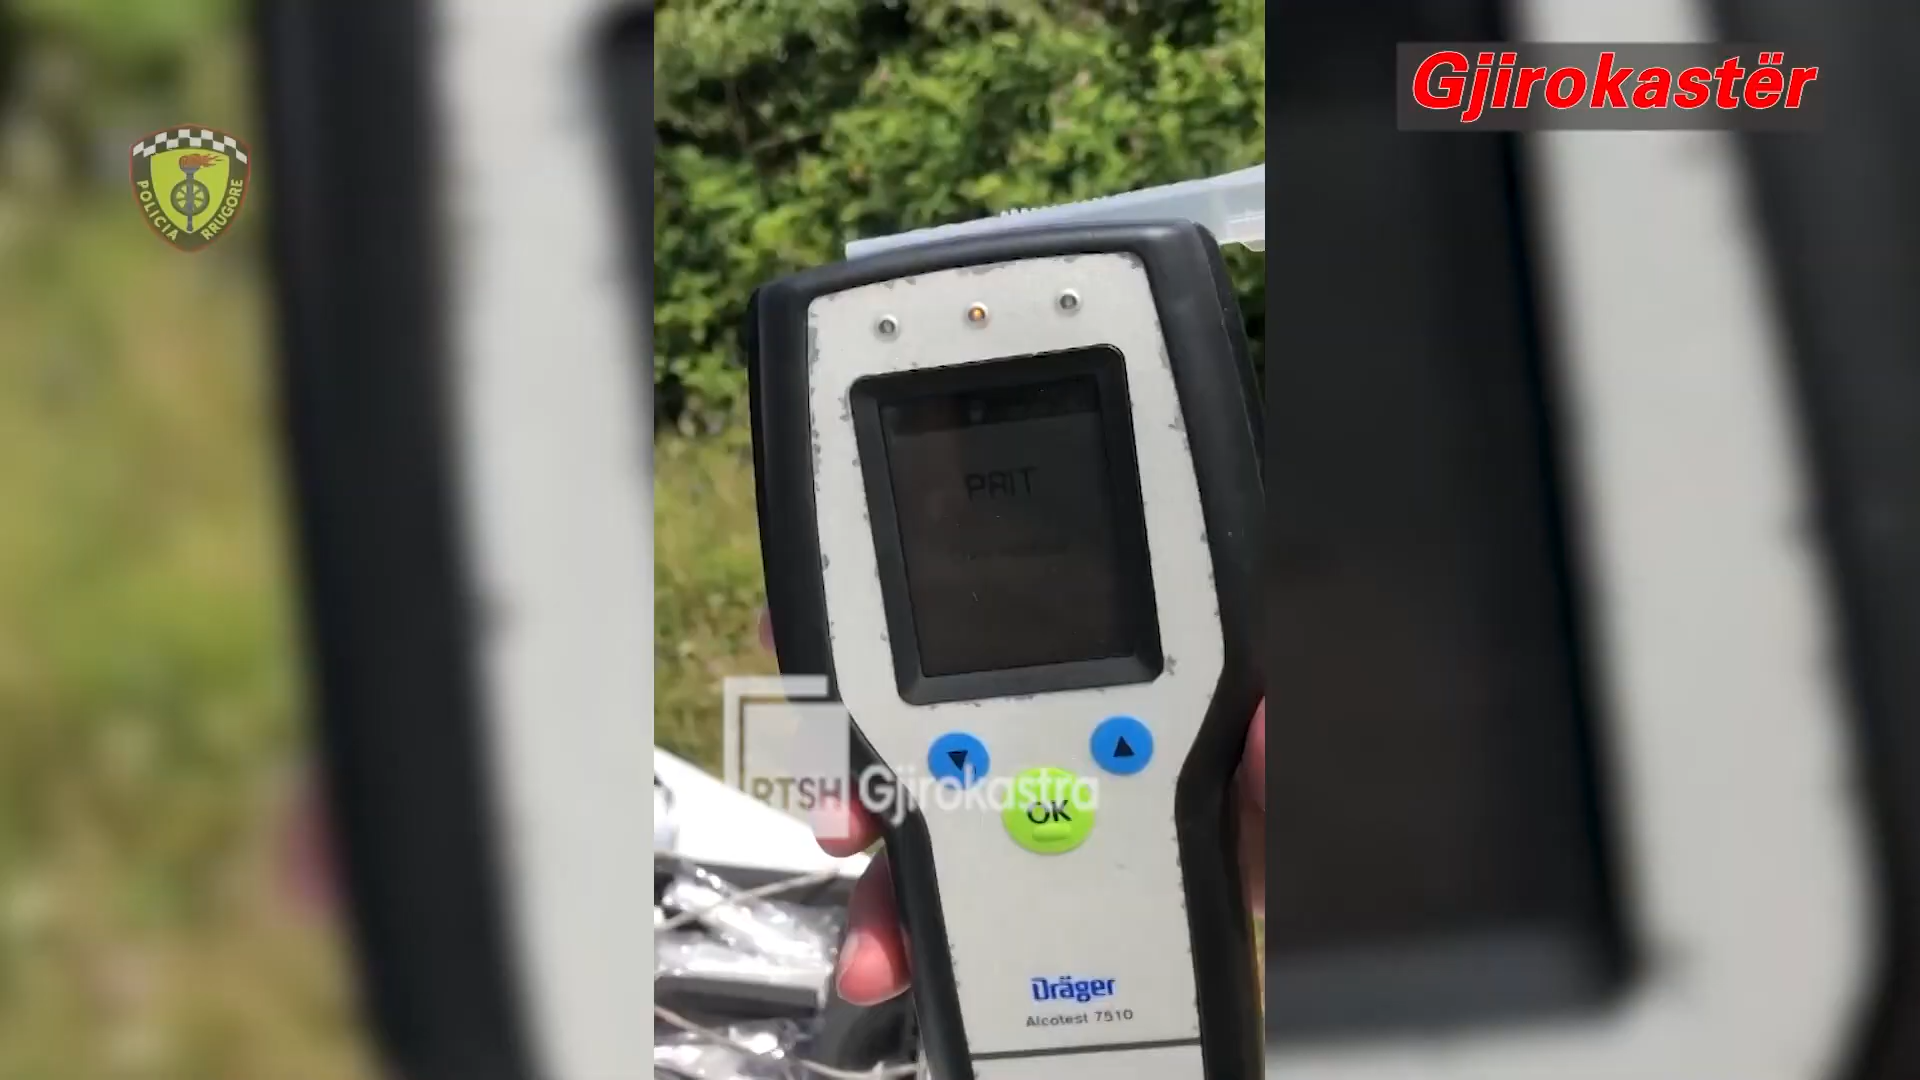 Gjirokastër
POLICIA RRUGORE
PRIT
RTSH Gjirokastra
OK
Dräger
Alcotest 7510